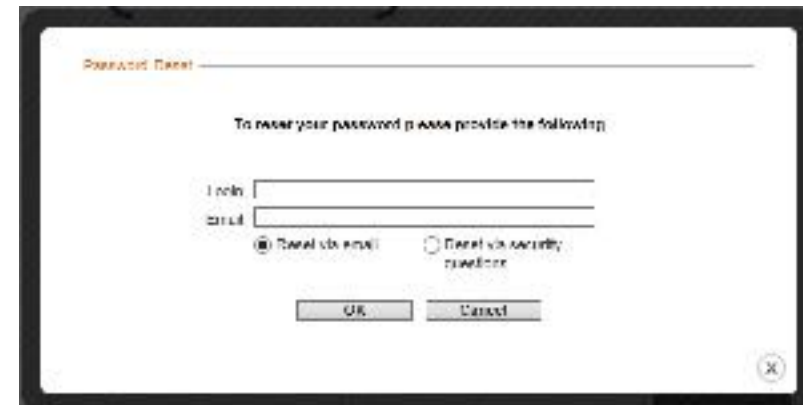 Password Reset
To reset your password please provide the following
Login
Email
Reset via email
Reset via security
questions
OK
Cancel
X